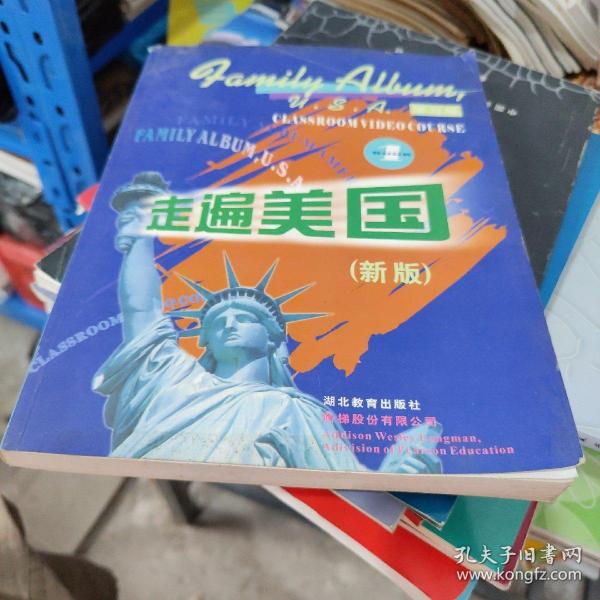 Family Album,
U. S. A.
CLASSROOM VIDEO COURSE
FAMILY ALBUM, U.S.A
1
走遍美国
(新版)
CLASSROOM
湖北教育出版社
股份有限公司
Addison Wesley Longman,
A division of Pearson Education
孔夫子旧书网
www.kongfz.com